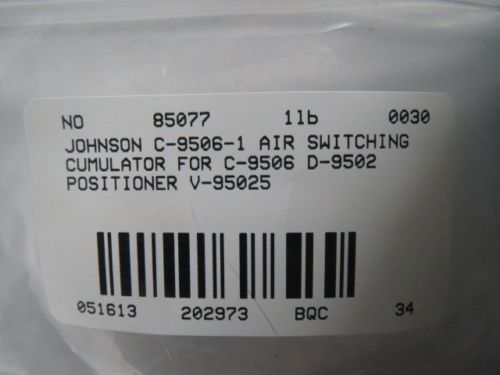 NO 85077 1lb 0030
JOHNSON C-9506-1 AIR SWITCHING
CUMULATOR FOR C-9506 D-9502
POSITIONER V-95025
051613 202973 BQC 34